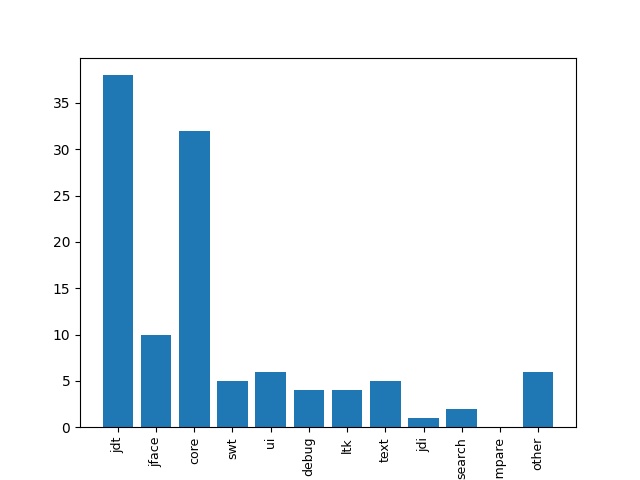 35
30
25
20
15
10
5
0
jdt
jface
core
swt
ui
debug
ltk
text
jdi
search
mpare
other